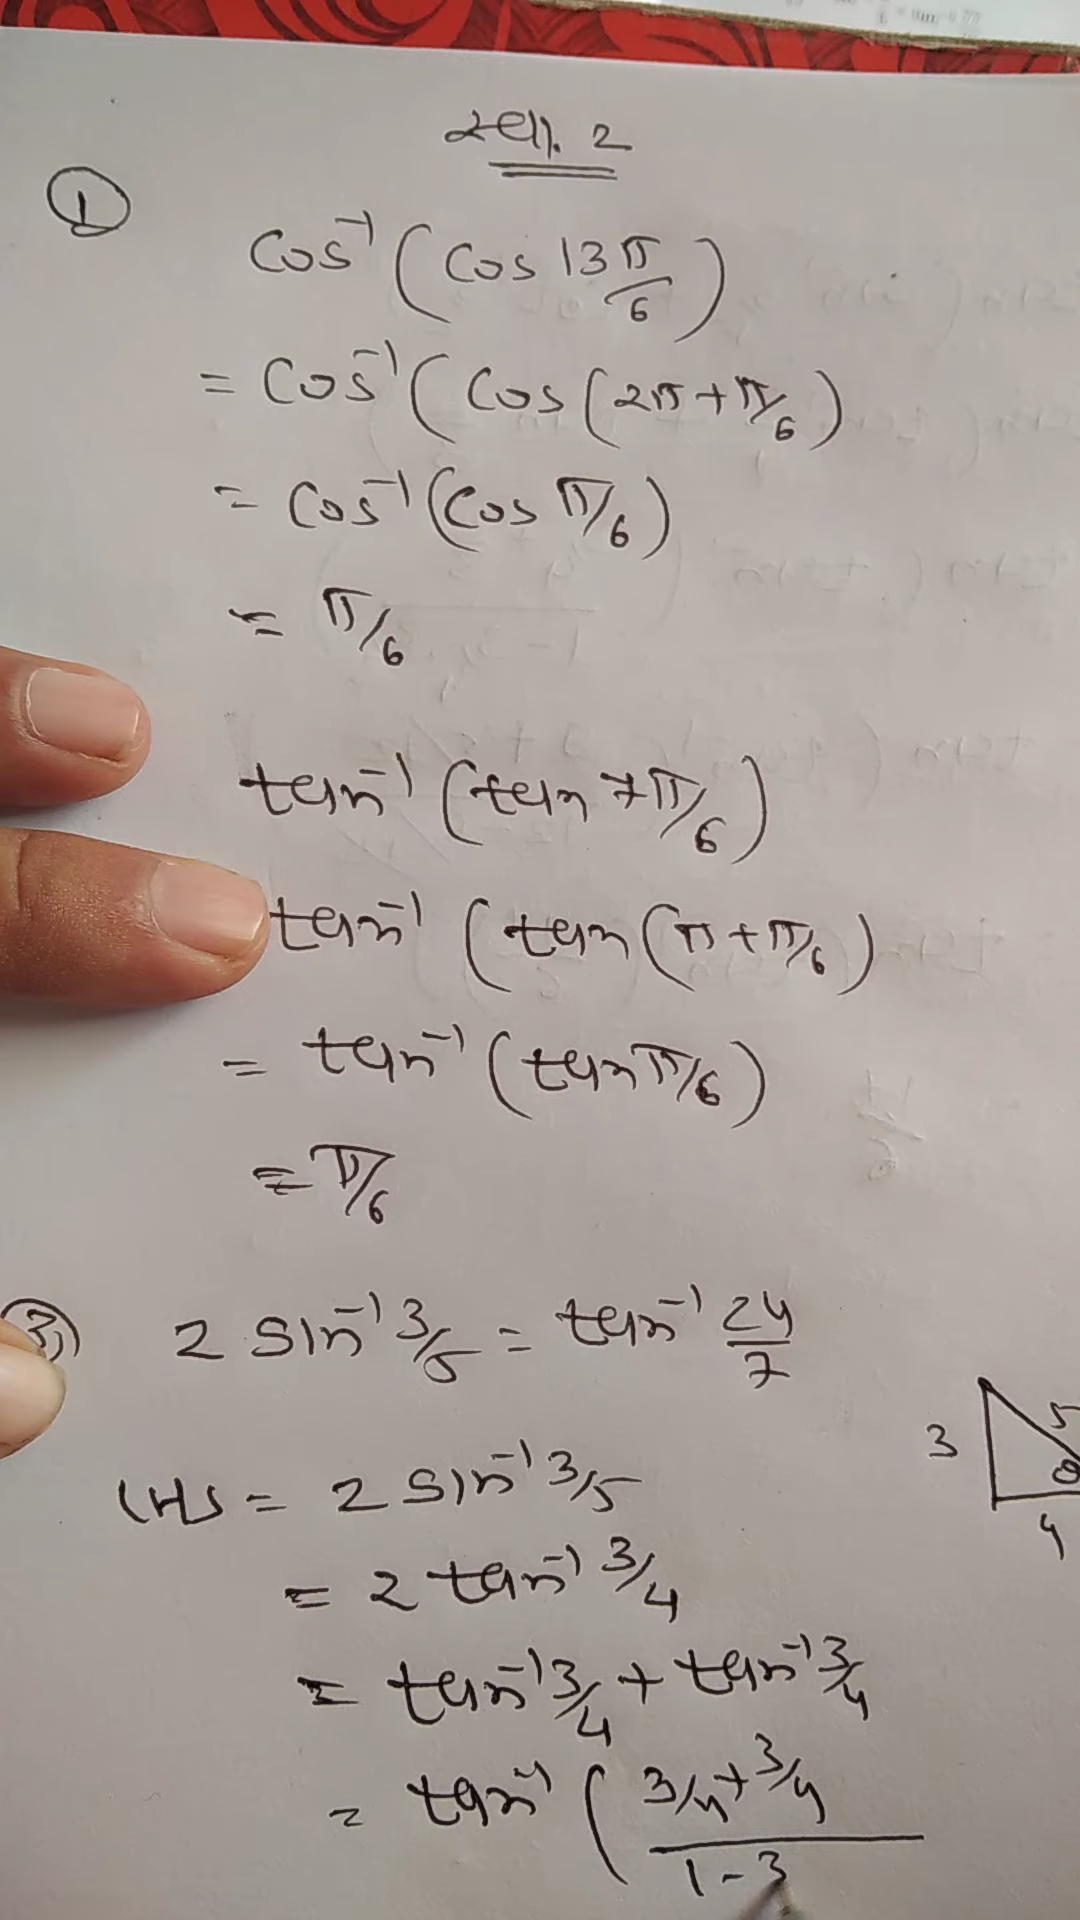 સ્વા. 2
①
cos⁻¹ (cos 13π/6)
= cos⁻¹ (cos (2π + π/6)
= cos⁻¹ (cos π/6)
= π/6
tan⁻¹ (tan 7π/6)
tan⁻¹ (tan (π + π/6)
= tan⁻¹ (tan π/6)
= π/6
③ 2 sin⁻¹ 3/5 = tan⁻¹ 24/7
LHS = 2 sin⁻¹ 3/5
3 5 θ 4
= 2 tan⁻¹ 3/4
= tan⁻¹ 3/4 + tan⁻¹ 3/4
= tan⁻¹ ( 3/4 + 3/4
1 - 3